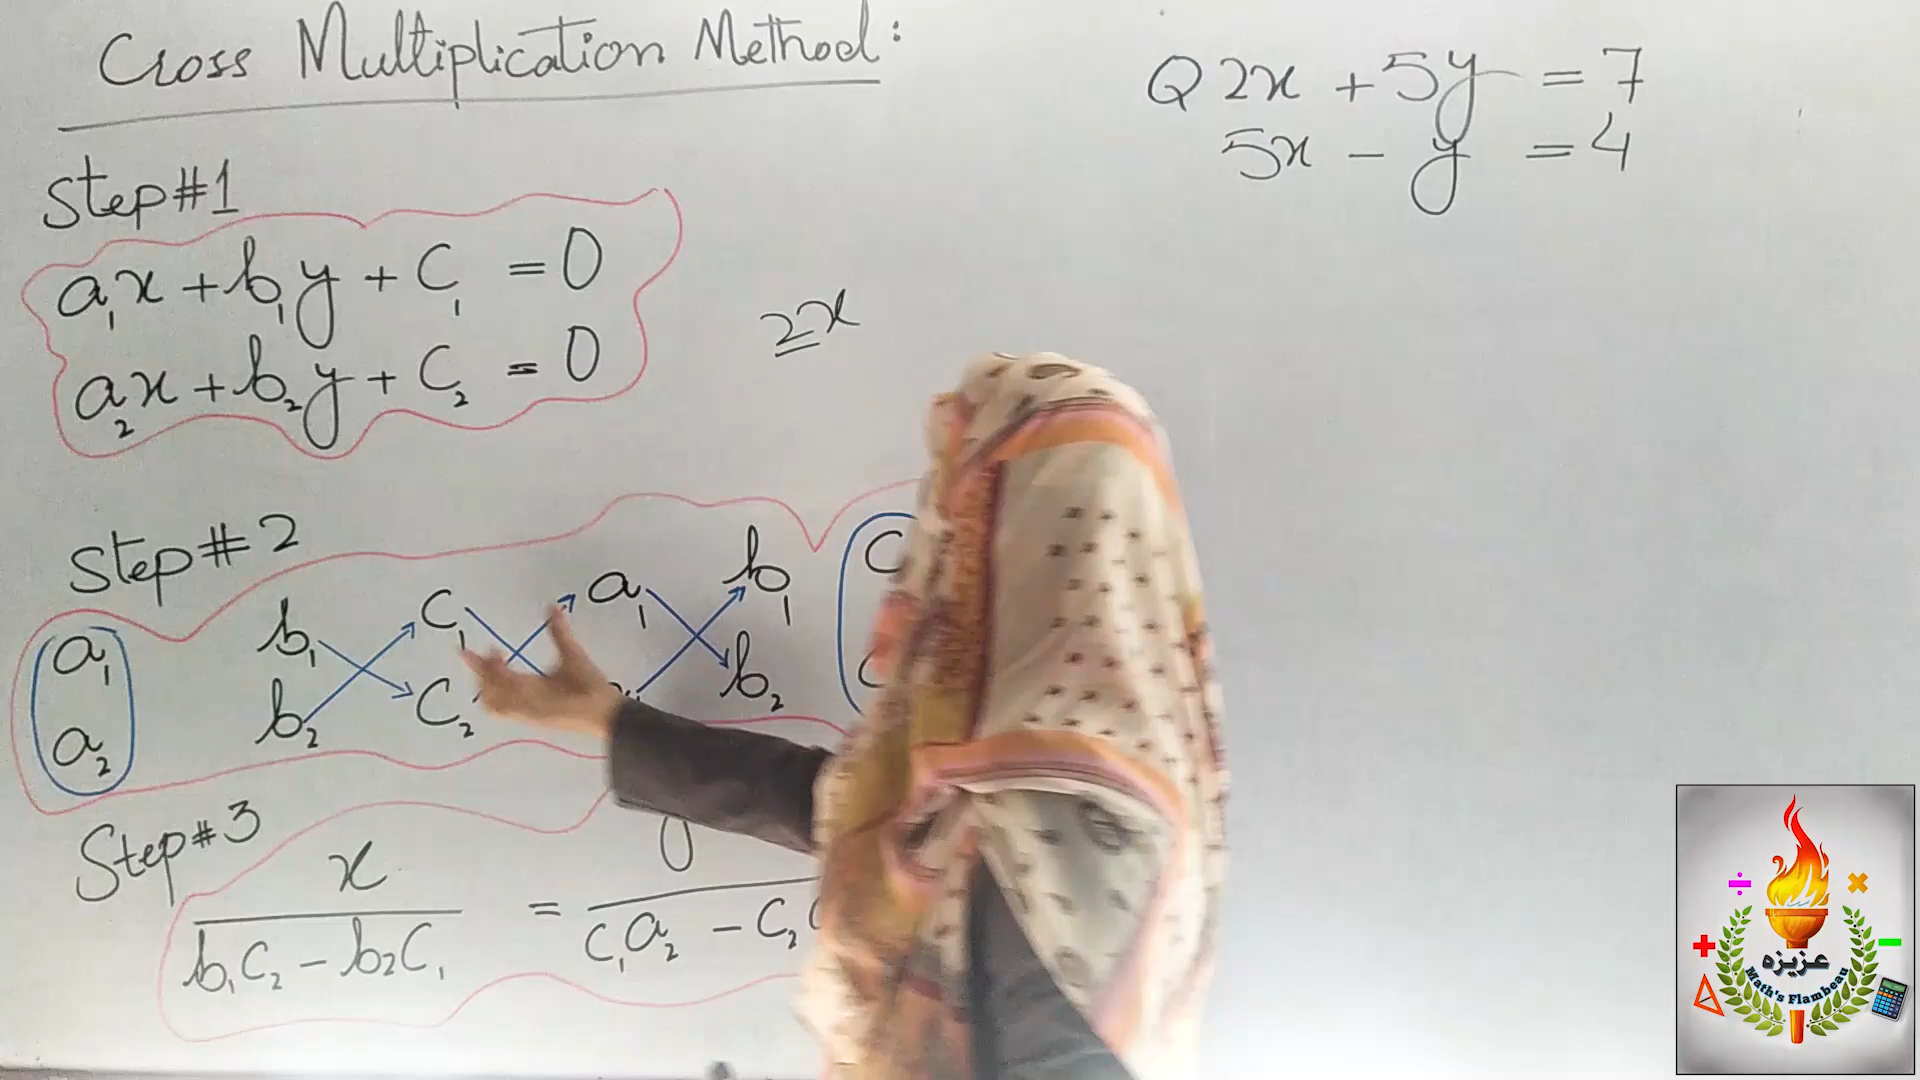 Cross Multiplication Method:
Step#1
a₁x + b₁y + C₁ = 0
a₂x + b₂y + C₂ = 0
2x
Step#2
a₁ b₁ C₁ a₁ b₁ C
a₂ b₂ C₂ b₂
Step#3
x
b₁C₂ - b₂C₁
=
C₁a₂ - C₂
Q 2x + 5y = 7
5x - y = 4
عزیزہ
Math's Flambeau